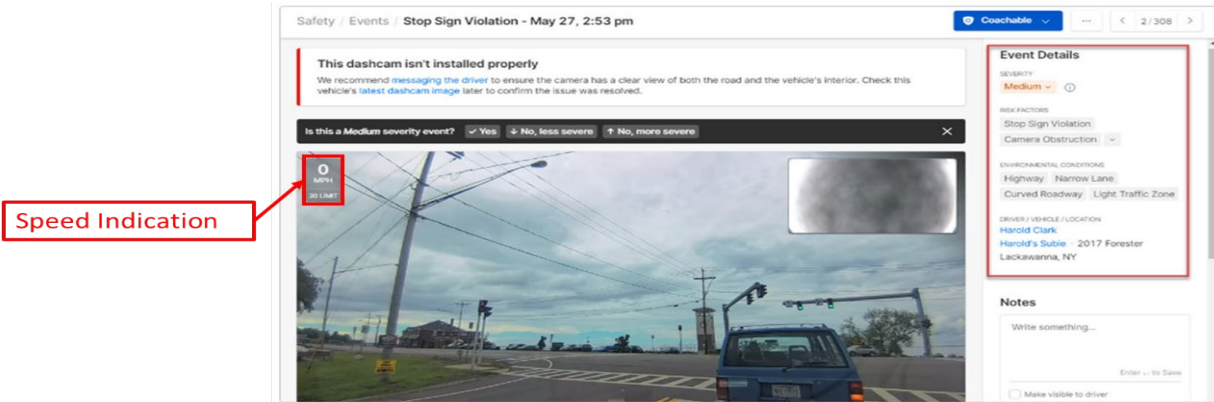 Safety / Events / Stop Sign Violation - May 27, 2:53 pm
Coachable
2/308
This dashcam isn't installed properly
We recommend messaging the driver to ensure the camera has a clear view of both the road and the vehicle's interior. Check this
vehicle's latest dashcam image later to confirm the issue was resolved.
Is this a Medium severity event? Yes No, less severe No, more severe
0
MPH
30 LIMIT
Speed Indication
Event Details
SEVERITY
Medium
RISK FACTORS
Stop Sign Violation
Camera Obstruction
ENVIRONMENTAL CONDITIONS
Highway Narrow Lane
Curved Roadway Light Traffic Zone
DRIVER / VEHICLE / LOCATION
Harold Clark
Harold's Subie - 2017 Forester
Lackawanna, NY
Notes
Write something...
Enter to Save
Make visible to driver